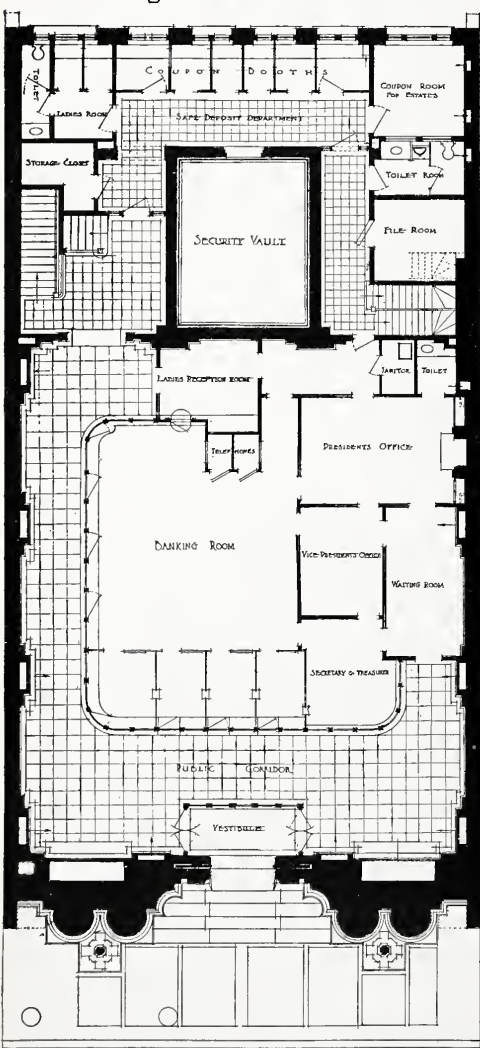 COUPON BOOTHS
TOILET
LADIES ROOM
COUPON ROOM
FOR ESTATES
SAFE DEPOSIT DEPARTMENT
STORAGE CLOSET
TOILET ROOM
SECURITY VAULT
FILE ROOM
LADIES RECEPTION ROOM
JANITOR
TOILET
TELEPHONES
PRESIDENTS OFFICE
BANKING ROOM
VICE-PRESIDENTS OFFICE
WAITING ROOM
SECRETARY & TREASURER
PUBLIC CORRIDOR
VESTIBULE